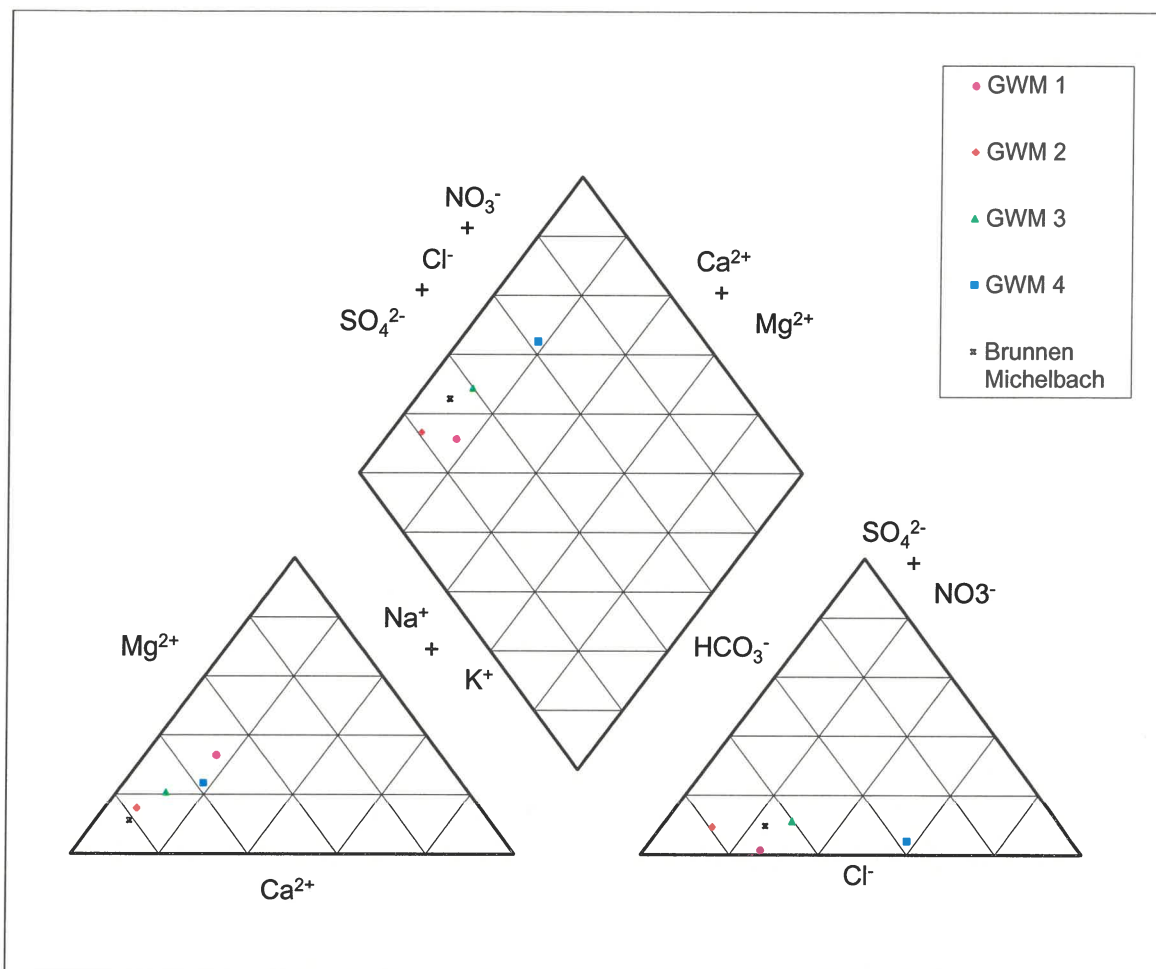 GWM 1
GWM 2
GWM 3
GWM 4
Brunnen
Michelbach
NO₃⁻
+
Cl⁻
+
SO₄²⁻
Ca²⁺
+
Mg²⁺
Mg²⁺
Na⁺
+
K⁺
Ca²⁺
HCO₃⁻
SO₄²⁻
+
NO3⁻
Cl⁻